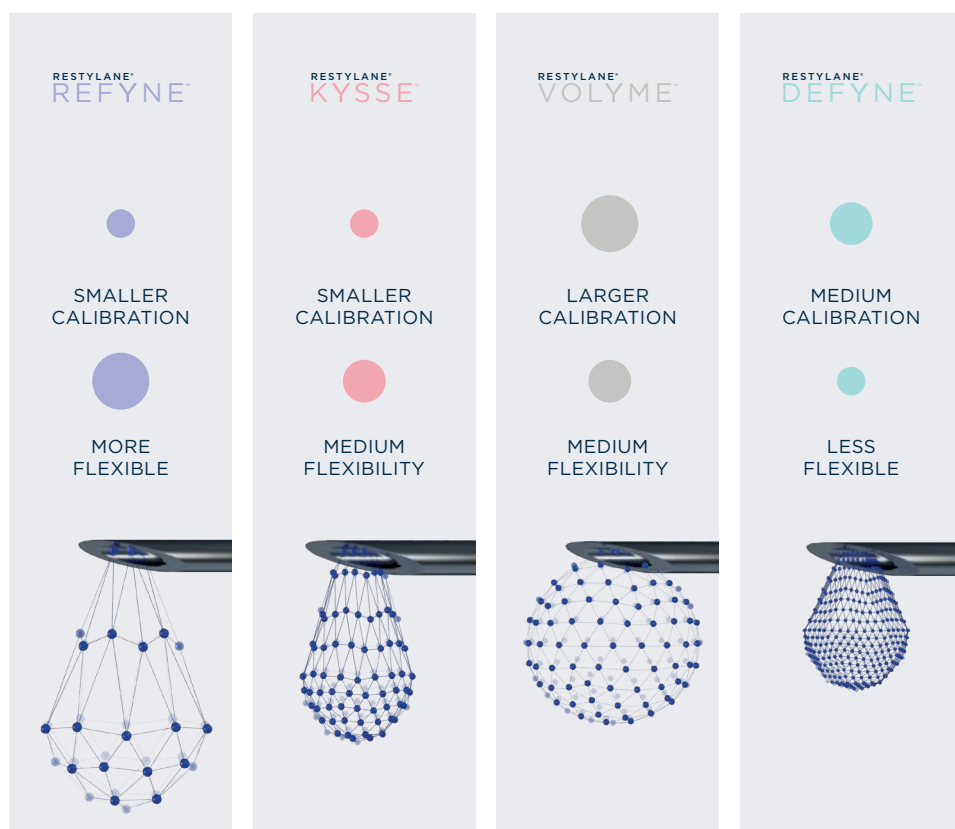 RESTYLANE®
REFYNE™
SMALLER
CALIBRATION
MORE
FLEXIBLE
RESTYLANE®
KYSSE™
SMALLER
CALIBRATION
MEDIUM
FLEXIBILITY
RESTYLANE®
VOLYME™
LARGER
CALIBRATION
MEDIUM
FLEXIBILITY
RESTYLANE®
DEFYNE™
MEDIUM
CALIBRATION
LESS
FLEXIBLE